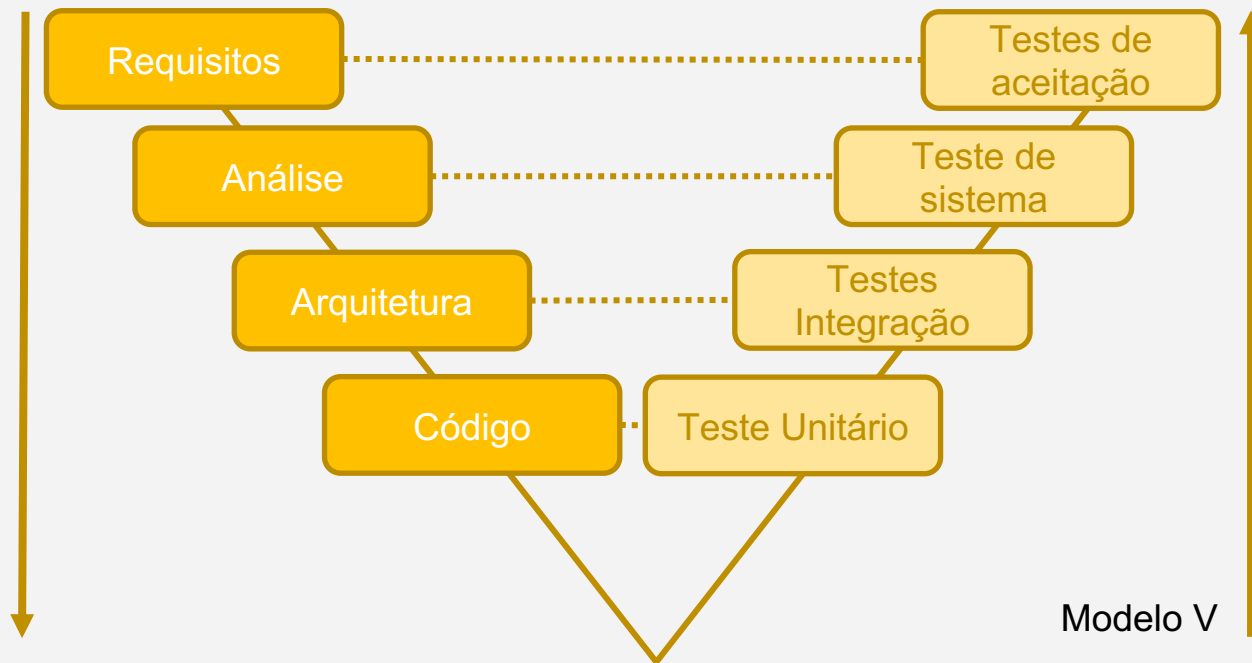 Requisitos
Testes de
aceitação
Análise
Teste de
sistema
Arquitetura
Testes
Integração
Código
Teste Unitário
Modelo V